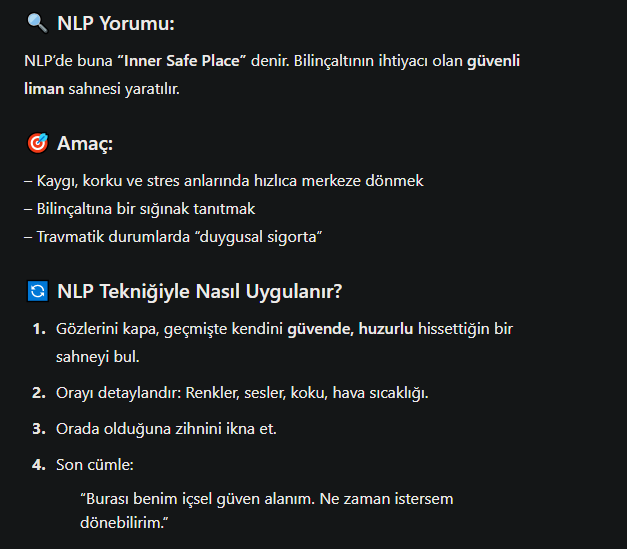 🔍 NLP Yorumu:
NLP’de buna “Inner Safe Place” denir. Bilinçaltının ihtiyacı olan güvenli
liman sahnesi yaratılır.
🎯 Amaç:
– Kaygı, korku ve stres anlarında hızlıca merkeze dönmek
– Bilinçaltına bir sığınak tanıtmak
– Travmatik durumlarda “duygusal sigorta”
🔄 NLP Tekniğiyle Nasıl Uygulanır?
1. Gözlerini kapa, geçmişte kendini güvende, huzurlu hissettiğin bir
sahneyi bul.
2. Orayı detaylandır: Renkler, sesler, koku, hava sıcaklığı.
3. Orada olduğuna zihnini ikna et.
4. Son cümle:
“Burası benim içsel güven alanım. Ne zaman istersem
dönebilirim.”